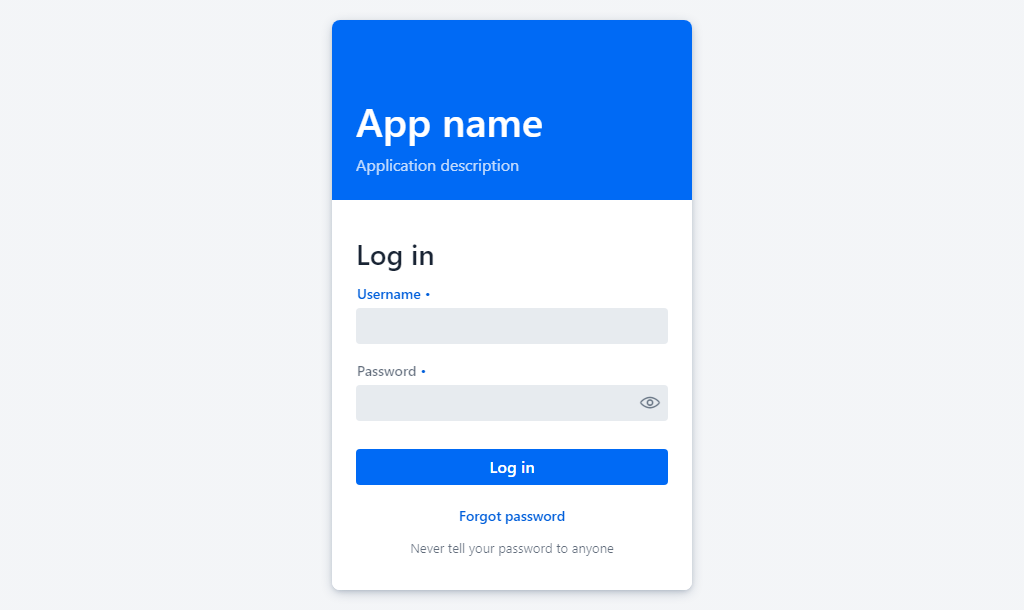 App name
Application description
Log in
Username •
Password •
Log in
Forgot password
Never tell your password to anyone